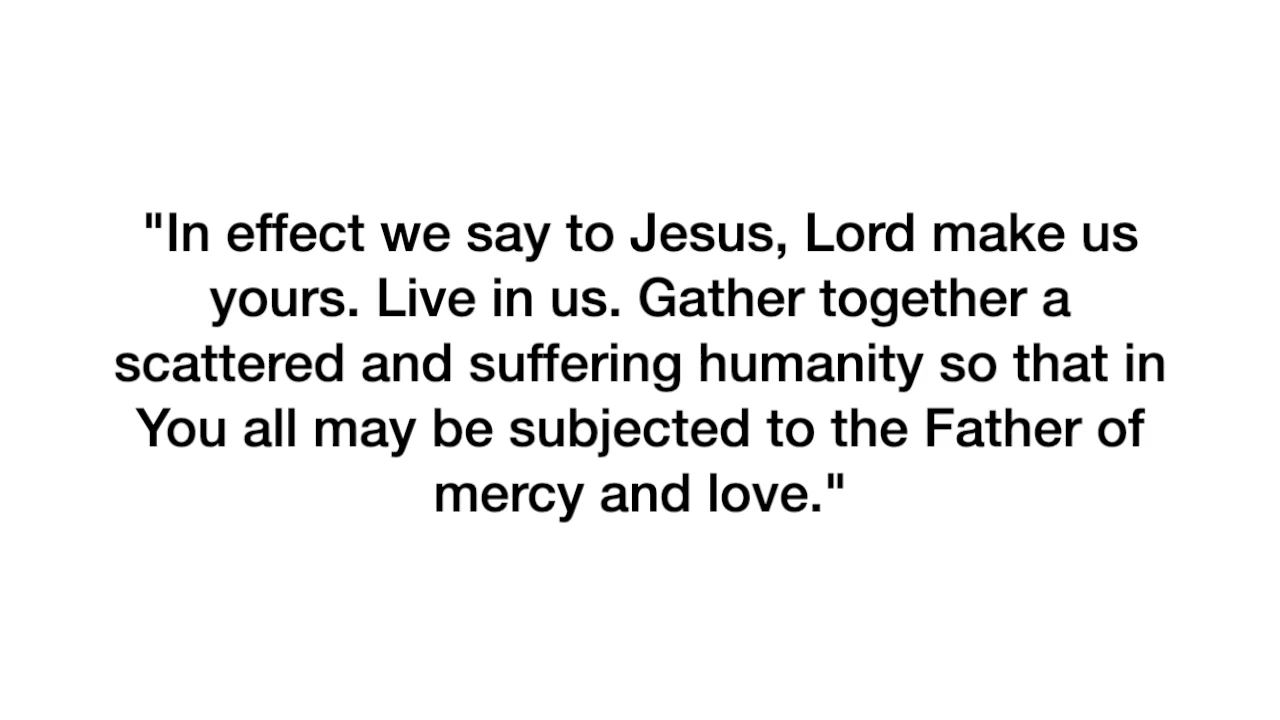 "In effect we say to Jesus, Lord make us
yours. Live in us. Gather together a
scattered and suffering humanity so that in
You all may be subjected to the Father of
mercy and love."